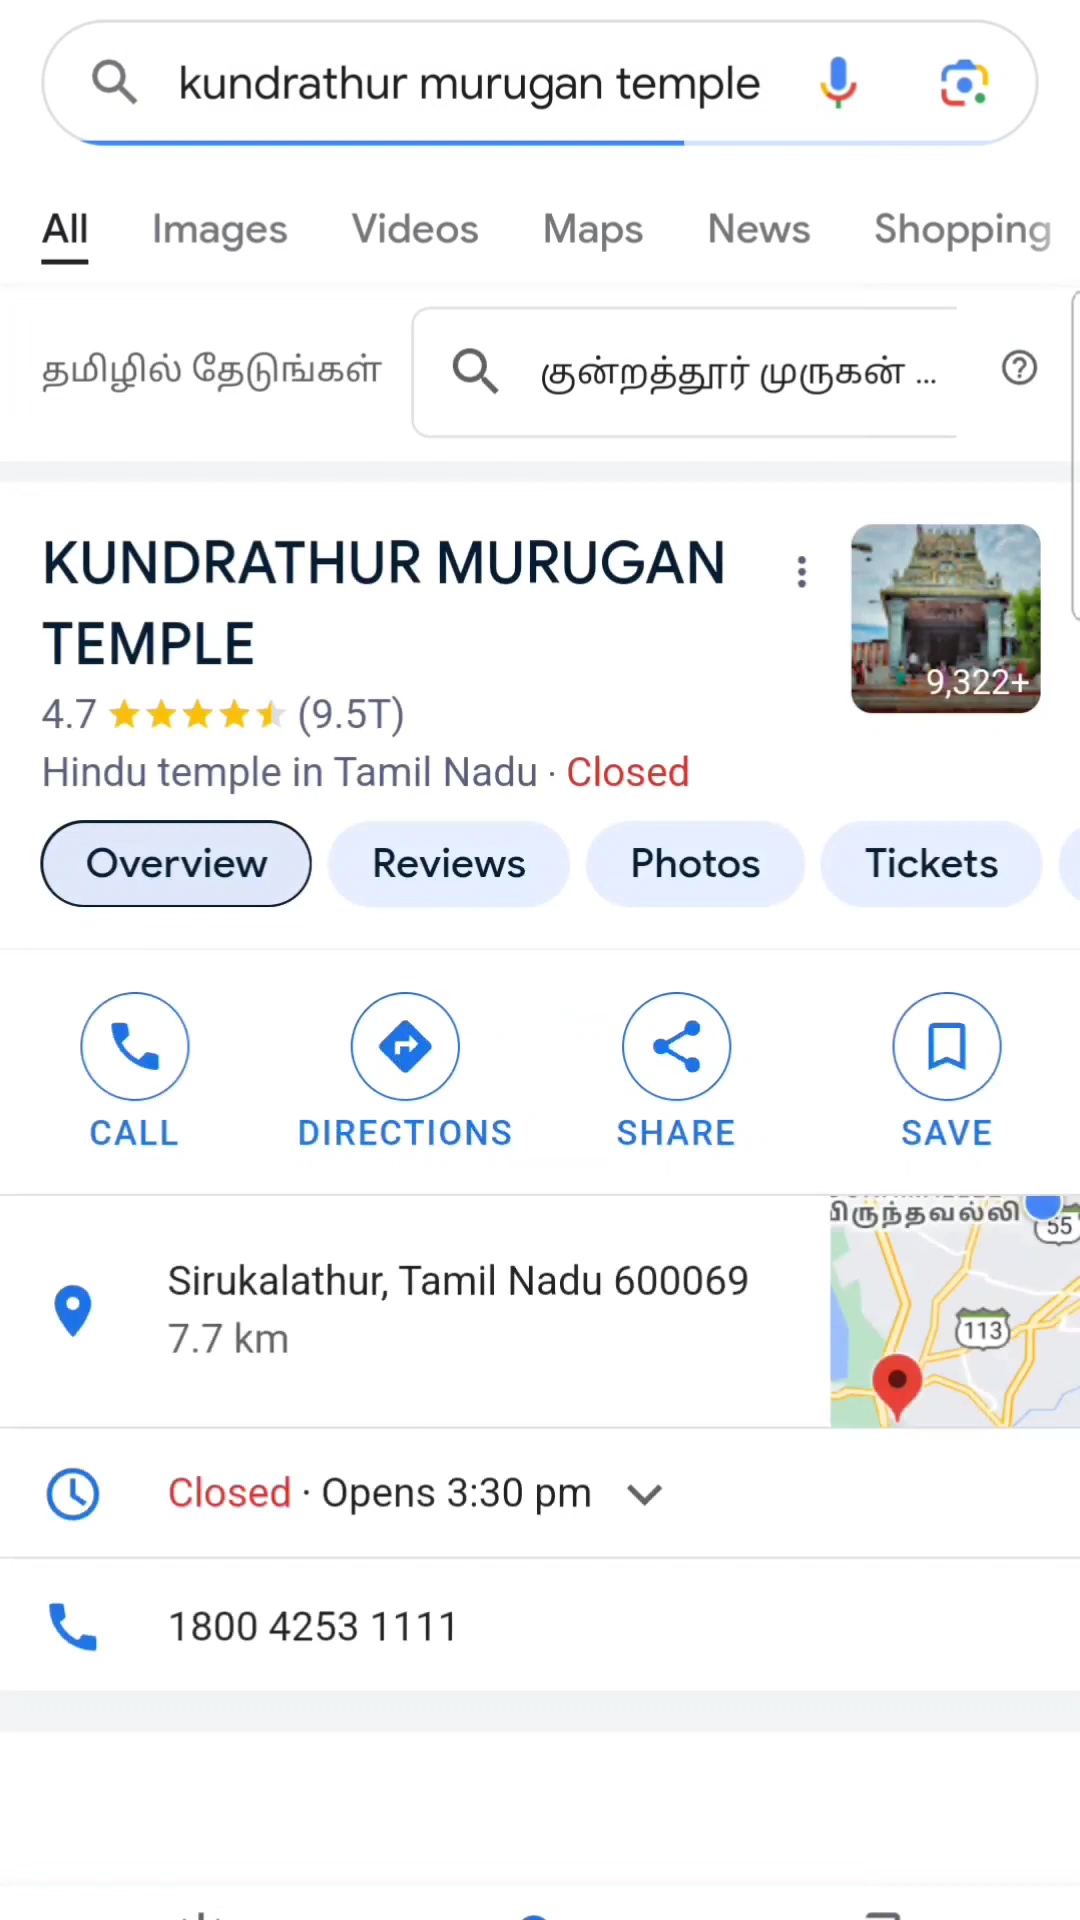 kundrathur murugan temple
All Images Videos Maps News Shopping
தமிழில் தேடுங்கள்
குன்றத்தூர் முருகன் ...
KUNDRATHUR MURUGAN
TEMPLE
9,322+
4.7 (9.5T)
Hindu temple in Tamil Nadu · Closed
Overview Reviews Photos Tickets
CALL DIRECTIONS SHARE SAVE
Sirukalathur, Tamil Nadu 600069
7.7 km
55
113
Closed · Opens 3:30 pm
1800 4253 1111